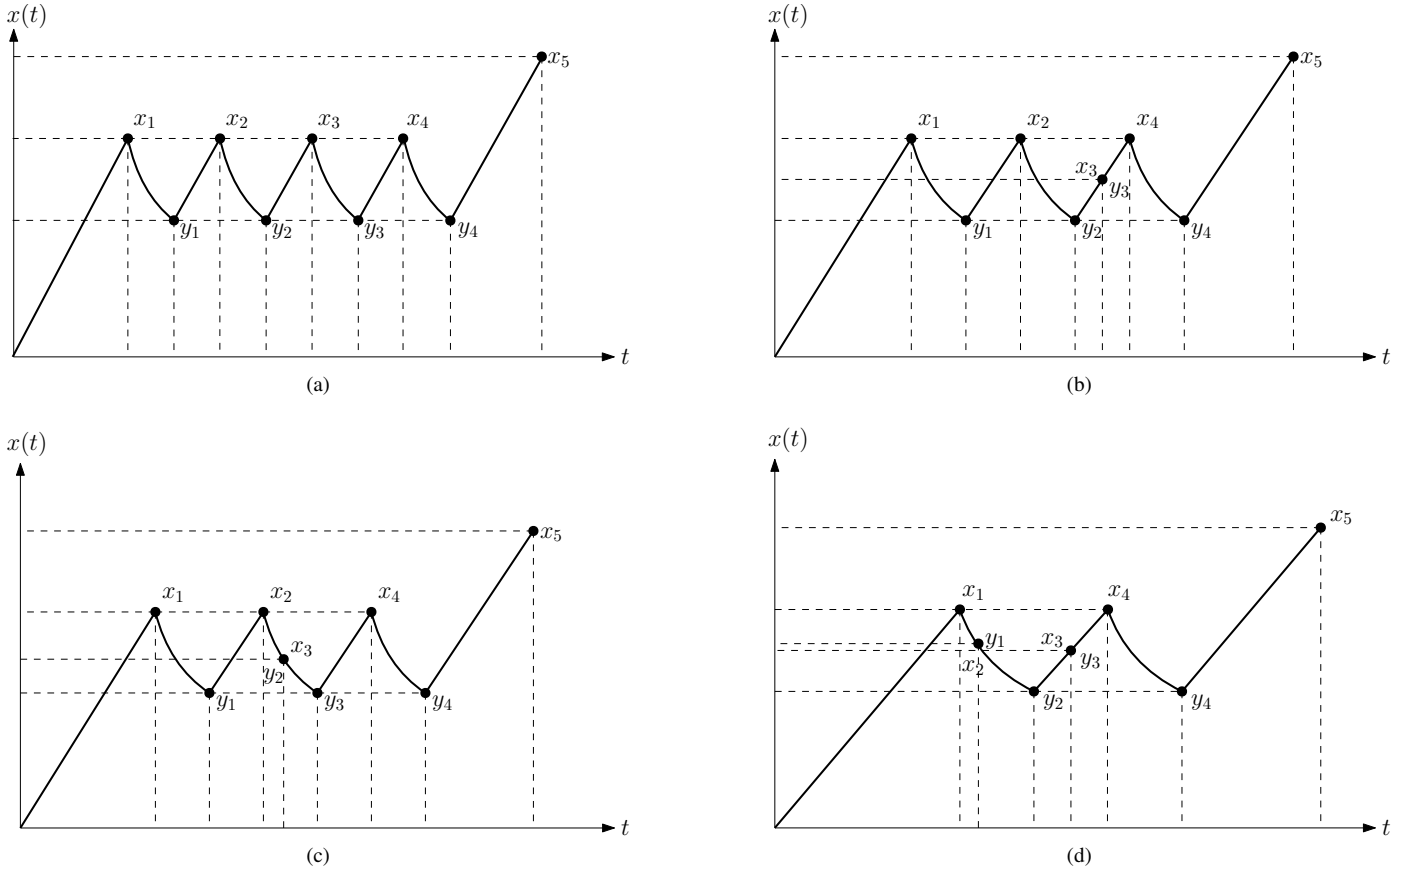 x(t) x(t)
x₅ x₅
x₁ x₂ x₃ x₄ x₁ x₂ x₄
x₃
y₃
y₁ y₂ y₃ y₄ y₁ y₂ y₄
t t
(a) (b)
x(t) x(t)
x₅ x₅
x₁ x₂ x₄ x₁ x₄
x₃ y₁ x₃
y₂ x₂ y₃
y₁ y₃ y₄ y₂ y₄
t t
(c) (d)